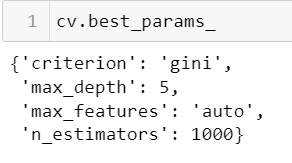 1 cv.best_params_
{'criterion': 'gini',
'max_depth': 5,
'max_features': 'auto',
'n_estimators': 1000}